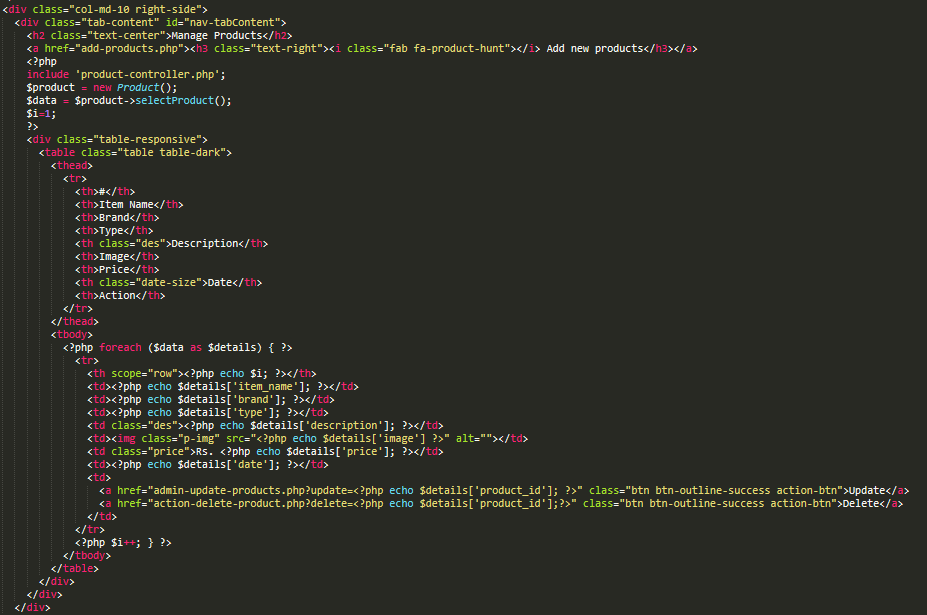 <div class="col-md-10 right-side">
<div class="tab-content" id="nav-tabContent">
<h2 class="text-center">Manage Products</h2>
<a href="add-products.php"><h3 class="text-right"><i class="fab fa-product-hunt"></i> Add new products</h3></a>
<?php
include 'product-controller.php';
$product = new Product();
$data = $product->selectProduct();
$i=1;
?>
<div class="table-responsive">
<table class="table table-dark">
<thead>
<tr>
<th>#</th>
<th>Item Name</th>
<th>Brand</th>
<th>Type</th>
<th class="des">Description</th>
<th>Image</th>
<th>Price</th>
<th class="date-size">Date</th>
<th>Action</th>
</tr>
</thead>
<tbody>
<?php foreach ($data as $details) { ?>
<tr>
<th scope="row"><?php echo $i; ?></th>
<td><?php echo $details['item_name']; ?></td>
<td><?php echo $details['brand']; ?></td>
<td><?php echo $details['type']; ?></td>
<td class="des"><?php echo $details['description']; ?></td>
<td><img class="p-img" src="<?php echo $details['image'] ?>" alt=""></td>
<td class="price">Rs. <?php echo $details['price']; ?></td>
<td><?php echo $details['date']; ?></td>
<td>
<a href="admin-update-products.php?update=<?php echo $details['product_id']; ?>" class="btn btn-outline-success action-btn">Update</a>
<a href="action-delete-product.php?delete=<?php echo $details['product_id'];?>" class="btn btn-outline-success action-btn">Delete</a>
</td>
</tr>
<?php $i++; } ?>
</tbody>
</table>
</div>
</div>
</div>